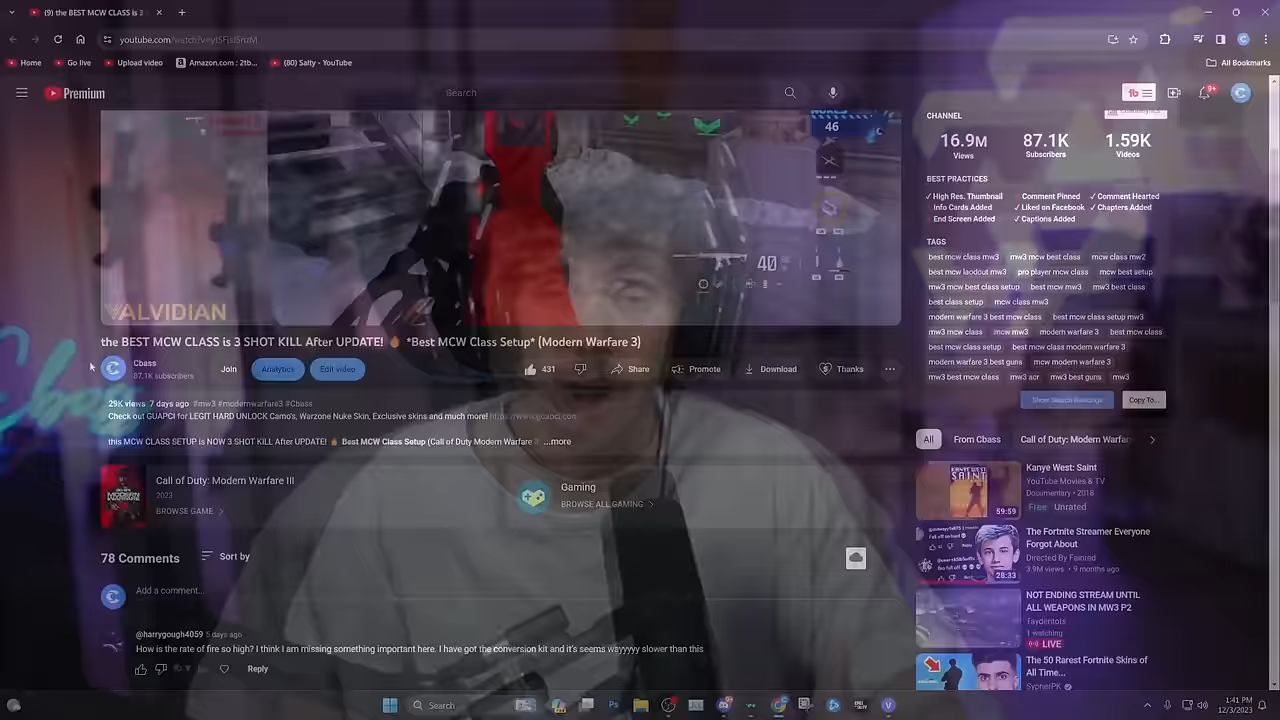 (9) the BEST MCW CLASS is 3
youtube.com/watch?v=
Home
Go live
Upload video
Amazon.com : 2tb...
(80) Salty - YouTube
All Bookmarks
Premium
Search
9+
46
40
VALVIDIAN
the BEST MCW CLASS is 3 SHOT KILL After UPDATE! 🔥 *Best MCW Class Setup* (Modern Warfare 3)
Cbass
87.1K subscribers
Join
Analytics
Edit video
431
Share
Promote
Download
Thanks
29K views 7 days ago #mw3 #modernwarfare3 #Cbass
Check out GUAPCI for LEGIT HARD UNLOCK Camo's, Warzone Nuke Skin, Exclusive skins and much more!
this MCW CLASS SETUP is NOW 3 SHOT KILL After UPDATE! 🔥 Best MCW Class Setup (Call of Duty Modern Warfare 3 ...more
MODERN WARFARE
Call of Duty: Modern Warfare III
2023
BROWSE GAME
Gaming
BROWSE ALL GAMING
78 Comments
Sort by
Add a comment...
@harrygough4059 5 days ago
How is the rate of fire so high? I think I am missing something important here. I have got the conversion kit and it's seems wayyyyy slower than this
Reply
CHANNEL
16.9M
Views
87.1K
Subscribers
1.59K
Videos
BEST PRACTICES
✓ High Res. Thumbnail
Comment Pinned
✓ Comment Hearted
Info Cards Added
✓ Liked on Facebook
✓ Chapters Added
End Screen Added
✓ Captions Added
TAGS
best mcw class mw3
mw3 mcw best class
mcw class mw2
best mcw laodout mw3
pro player mcw class
mcw best setup
mw3 mcw best class setup
best mcw mw3
mw3 best class
best class setup
mcw class mw3
modern warfare 3 best mcw class
best mcw class setup mw3
mw3 mcw class
mcw mw3
modern warfare 3
best mcw class
best mcw class setup
best mcw class modern warfare 3
modern warfare 3 best guns
mcw modern warfare 3
mw3 best mcw class
mw3 acr
mw3 best guns
mw3
Show Search Rankings
Copy To...
All
From Cbass
Call of Duty: Modern Warfar
KANYE WEST:
SAINT
59:59
Kanye West: Saint
YouTube Movies & TV
Documentary • 2018
Free
Unrated
28:33
The Fortnite Streamer Everyone
Forgot About
Directed By Fainred
3.9M views • 9 months ago
NOT ENDING STREAM UNTIL
ALL WEAPONS IN MW3 P2
Taydentots
1 watching
LIVE
The 50 Rarest Fortnite Skins of
All Time...
SypherPK
Search
1:41 PM
12/3/2023